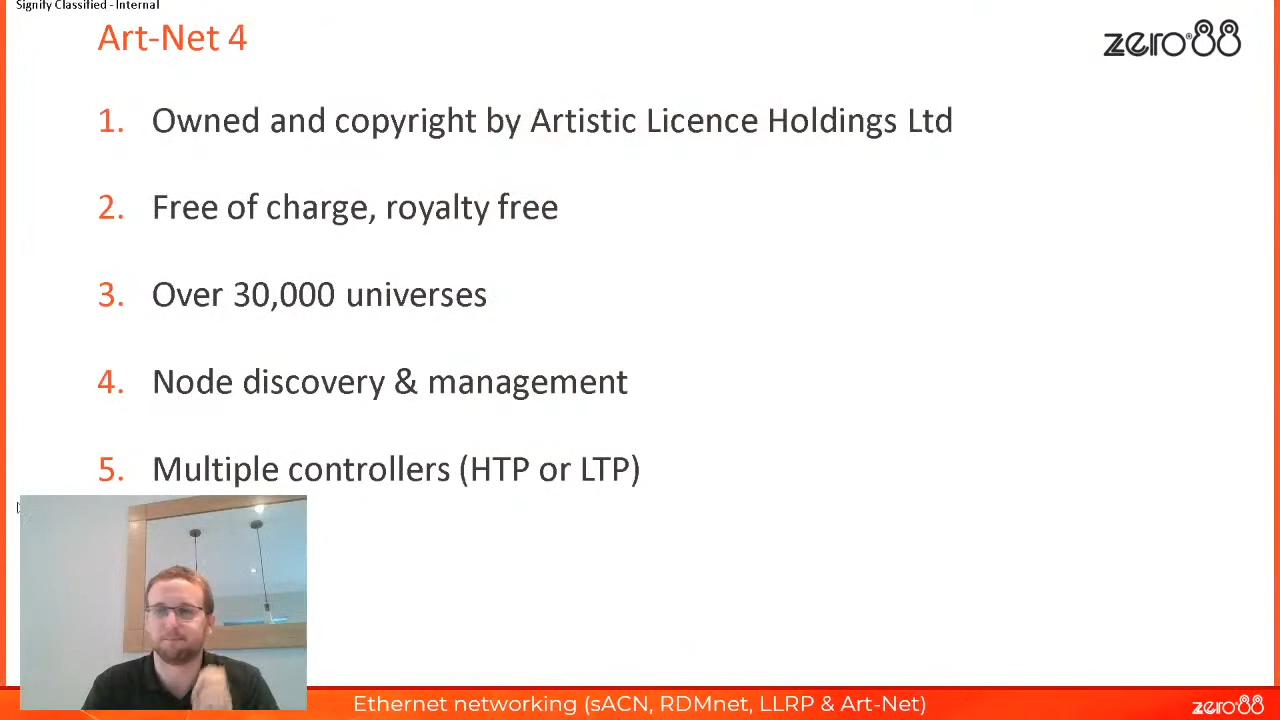 Signify Classified - Internal
Art-Net 4
zero®88
1. Owned and copyright by Artistic Licence Holdings Ltd
2. Free of charge, royalty free
3. Over 30,000 universes
4. Node discovery & management
5. Multiple controllers (HTP or LTP)
Ethernet networking (sACN, RDMnet, LLRP & Art-Net)
zero88